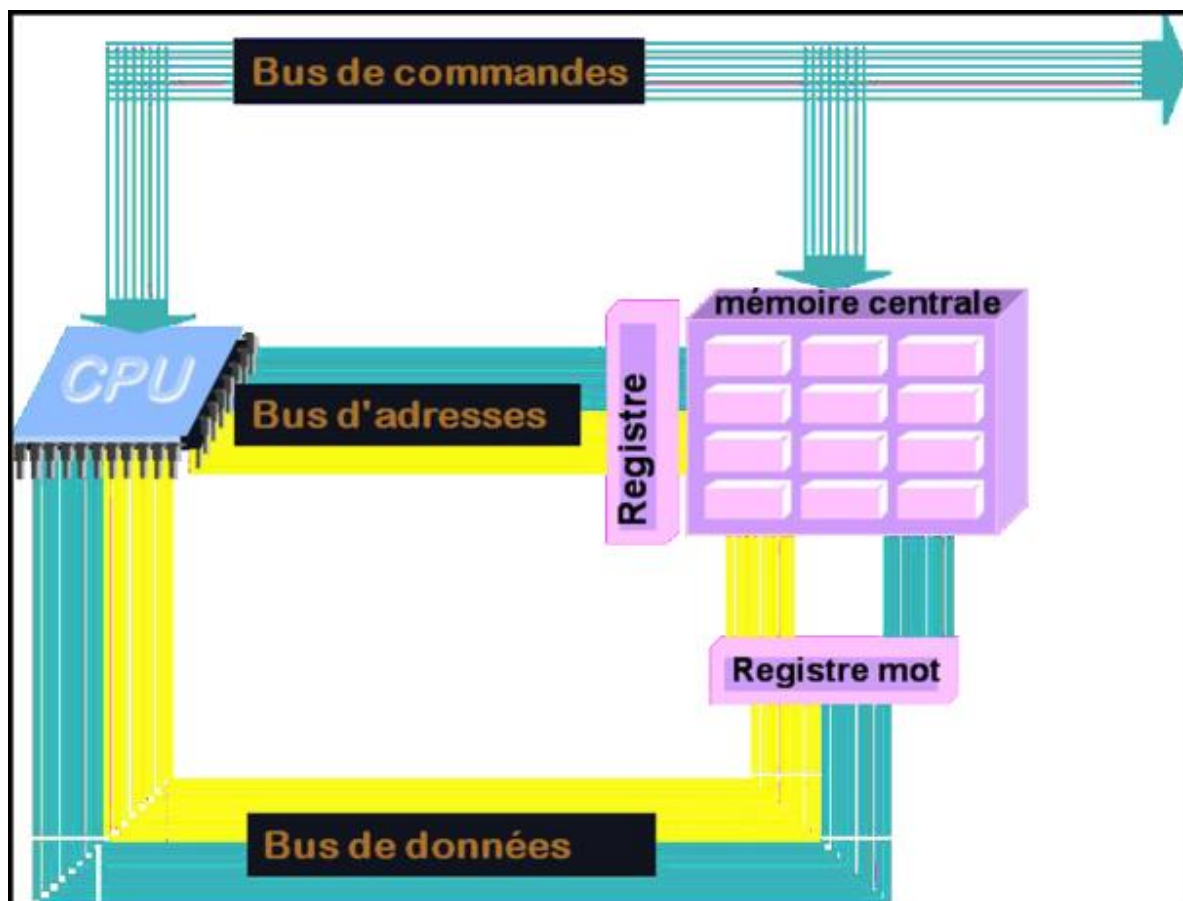 Bus de commandes
mémoire centrale
CPU
Bus d'adresses
Registre
Registre mot
Bus de données